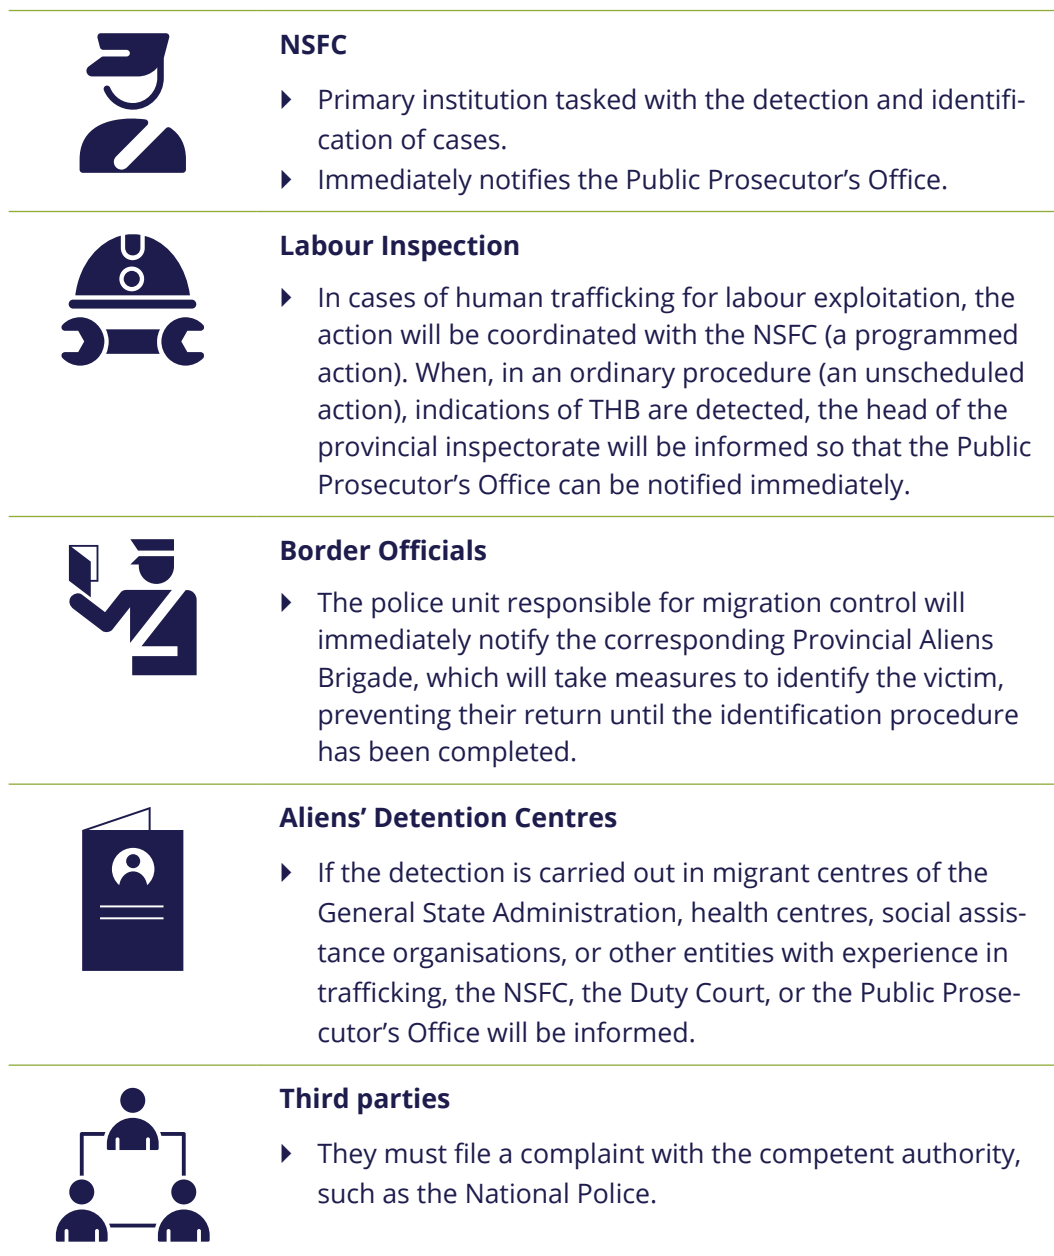 NSFC
Primary institution tasked with the detection and identifi-
cation of cases.
Immediately notifies the Public Prosecutor’s Office.
Labour Inspection
In cases of human trafficking for labour exploitation, the
action will be coordinated with the NSFC (a programmed
action). When, in an ordinary procedure (an unscheduled
action), indications of THB are detected, the head of the
provincial inspectorate will be informed so that the Public
Prosecutor’s Office can be notified immediately.
Border Officials
The police unit responsible for migration control will
immediately notify the corresponding Provincial Aliens
Brigade, which will take measures to identify the victim,
preventing their return until the identification procedure
has been completed.
Aliens’ Detention Centres
If the detection is carried out in migrant centres of the
General State Administration, health centres, social assis-
tance organisations, or other entities with experience in
trafficking, the NSFC, the Duty Court, or the Public Prose-
cutor’s Office will be informed.
Third parties
They must file a complaint with the competent authority,
such as the National Police.